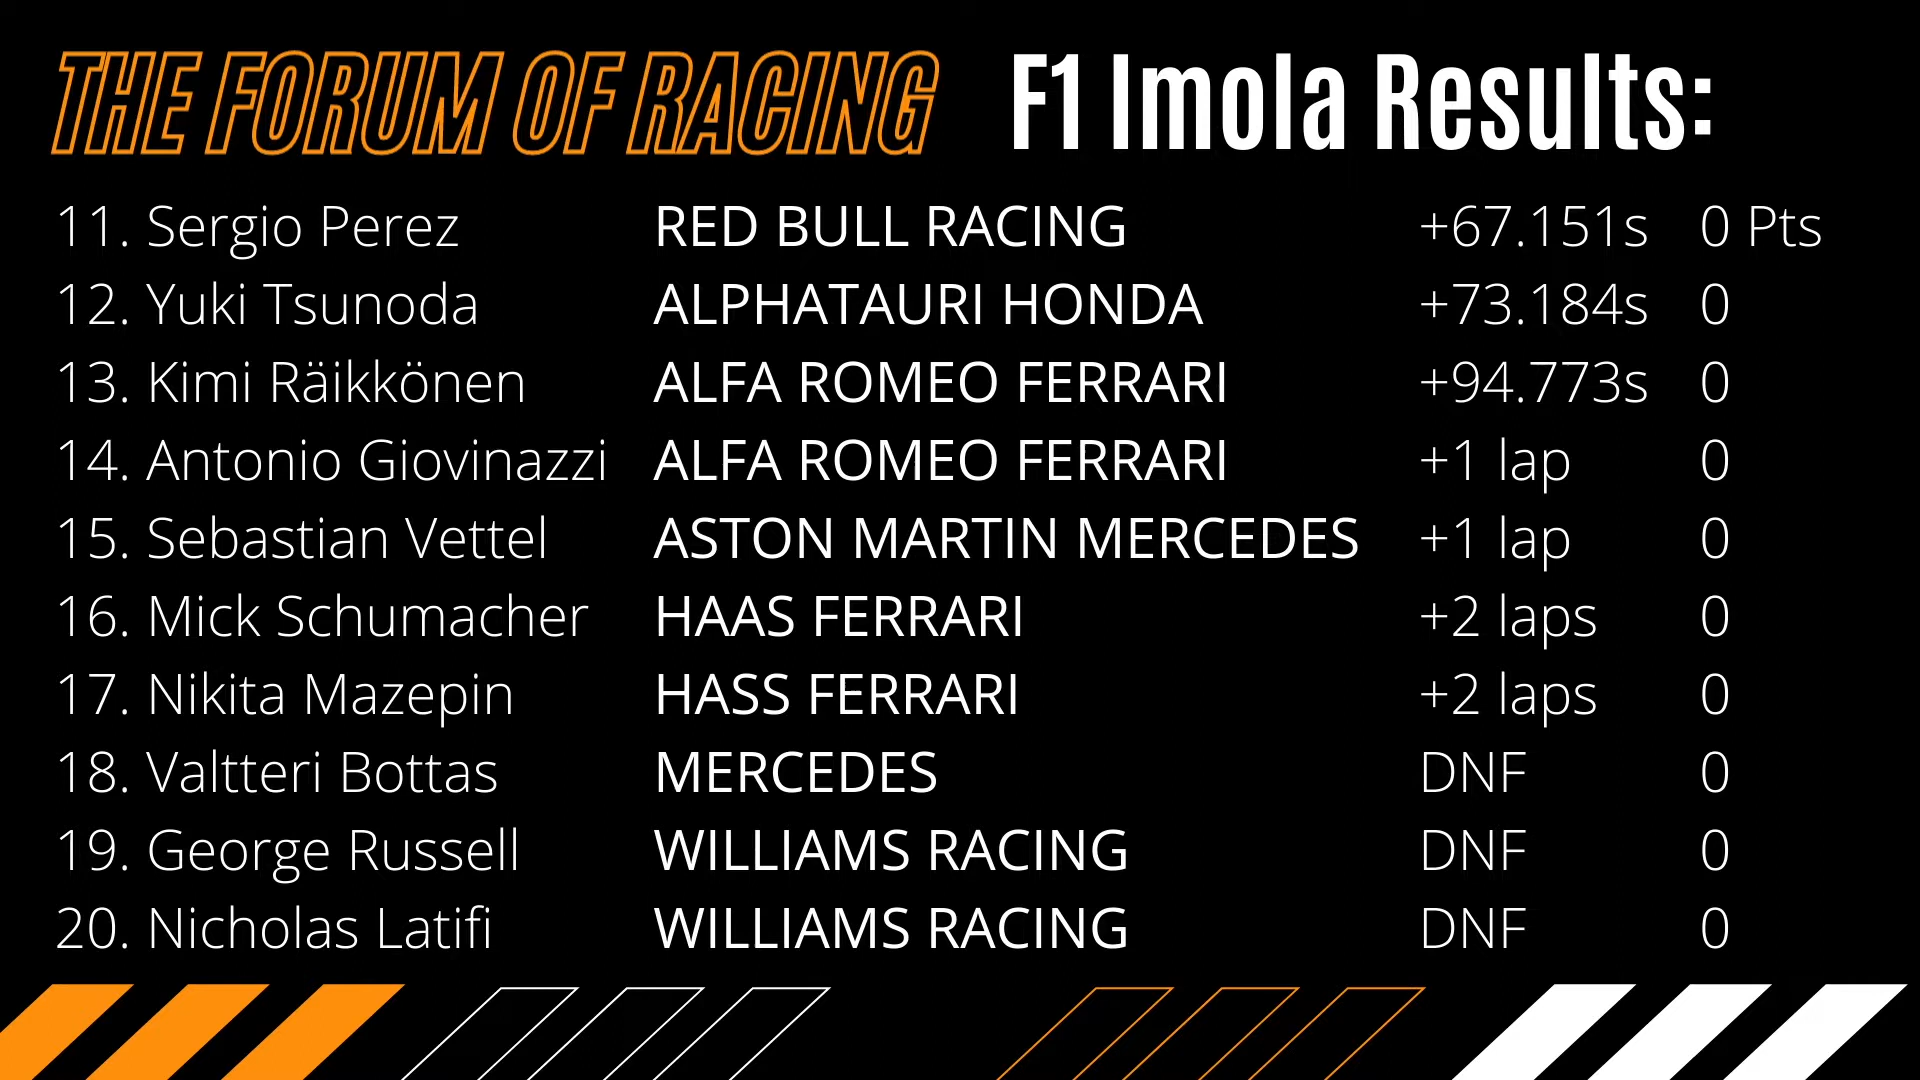 THE FORUM OF RACING F1 Imola Results:
11. Sergio Perez RED BULL RACING +67.151s 0 Pts
12. Yuki Tsunoda ALPHATAURI HONDA +73.184s 0
13. Kimi Räikkönen ALFA ROMEO FERRARI +94.773s 0
14. Antonio Giovinazzi ALFA ROMEO FERRARI +1 lap 0
15. Sebastian Vettel ASTON MARTIN MERCEDES +1 lap 0
16. Mick Schumacher HAAS FERRARI +2 laps 0
17. Nikita Mazepin HASS FERRARI +2 laps 0
18. Valtteri Bottas MERCEDES DNF 0
19. George Russell WILLIAMS RACING DNF 0
20. Nicholas Latifi WILLIAMS RACING DNF 0